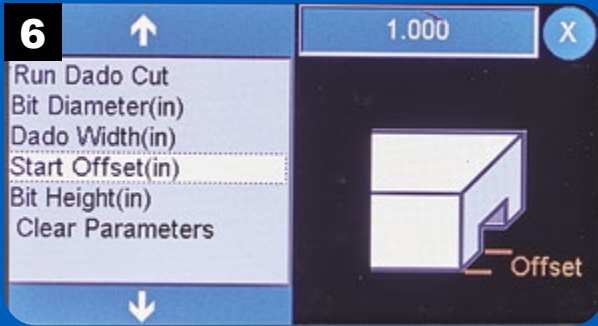 6
1.000
X
Run Dado Cut
Bit Diameter(in)
Dado Width(in)
Start Offset(in)
Bit Height(in)
Clear Parameters
Offset